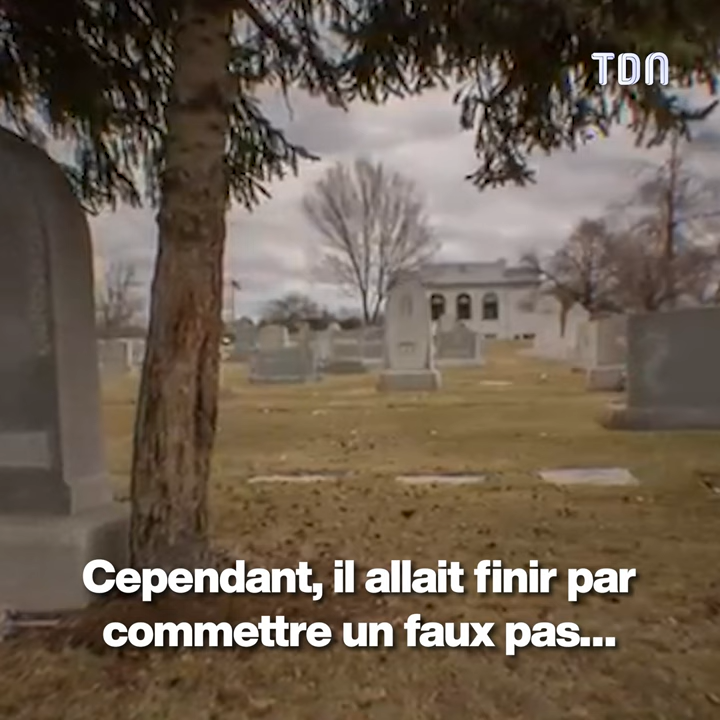 TDN
Cependant, il allait finir par
commettre un faux pas...